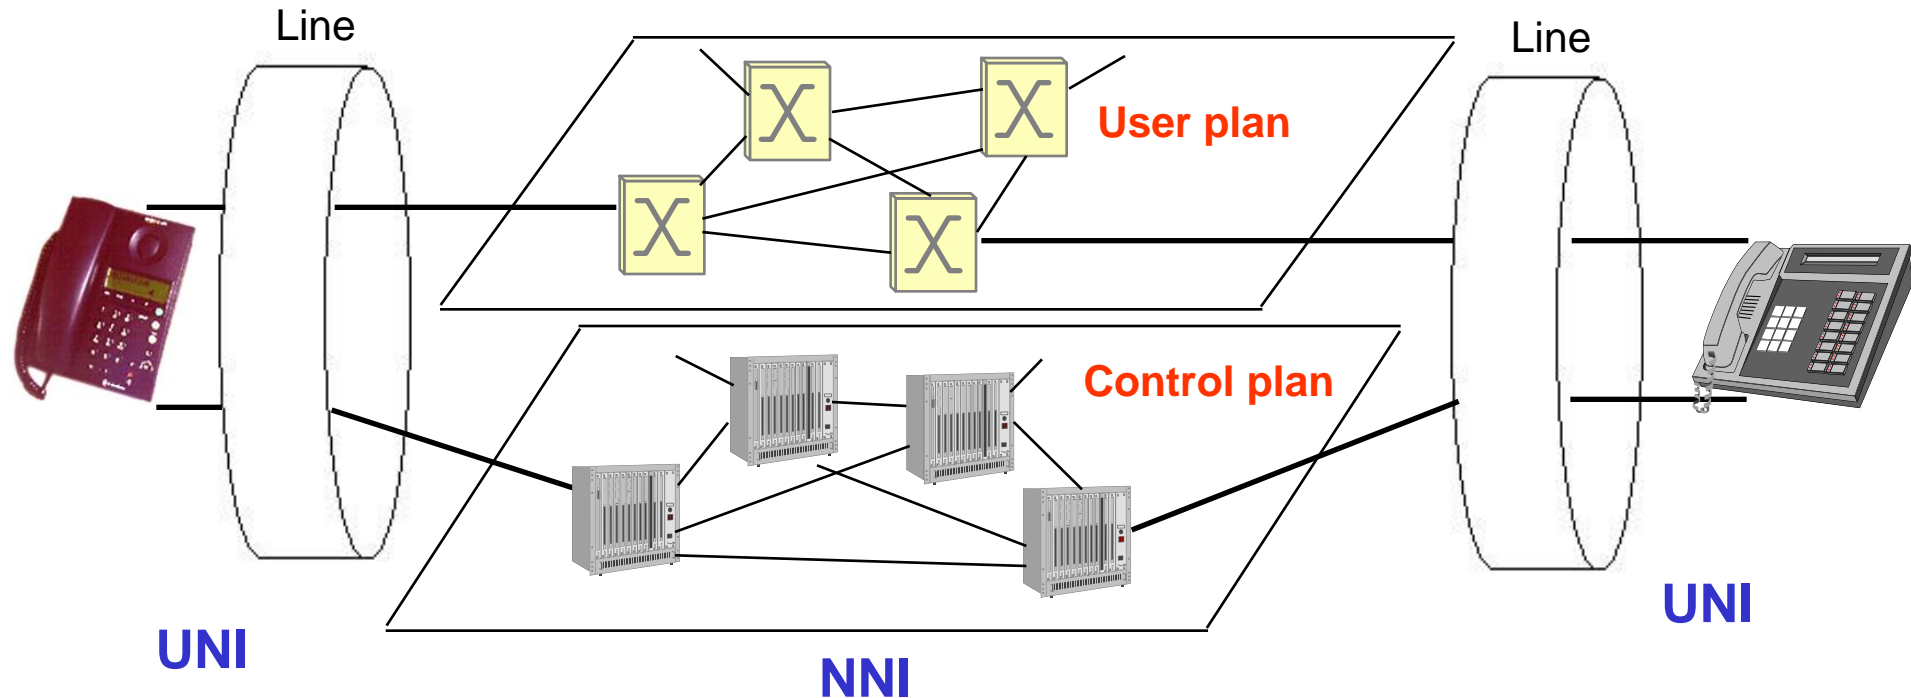 Line
Line
User plan
Control plan
UNI
NNI
UNI